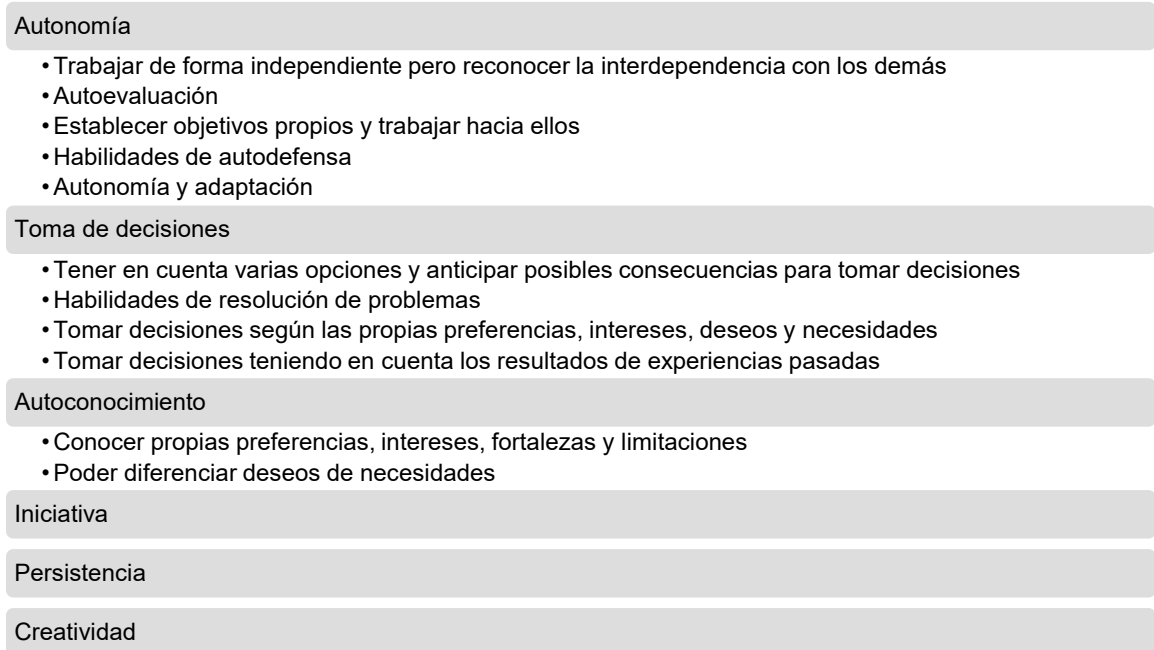 Autonomía
•Trabajar de forma independiente pero reconocer la interdependencia con los demás
•Autoevaluación
•Establecer objetivos propios y trabajar hacia ellos
•Habilidades de autodefensa
•Autonomía y adaptación
Toma de decisiones
•Tener en cuenta varias opciones y anticipar posibles consecuencias para tomar decisiones
•Habilidades de resolución de problemas
•Tomar decisiones según las propias preferencias, intereses, deseos y necesidades
•Tomar decisiones teniendo en cuenta los resultados de experiencias pasadas
Autoconocimiento
•Conocer propias preferencias, intereses, fortalezas y limitaciones
•Poder diferenciar deseos de necesidades
Iniciativa
Persistencia
Creatividad